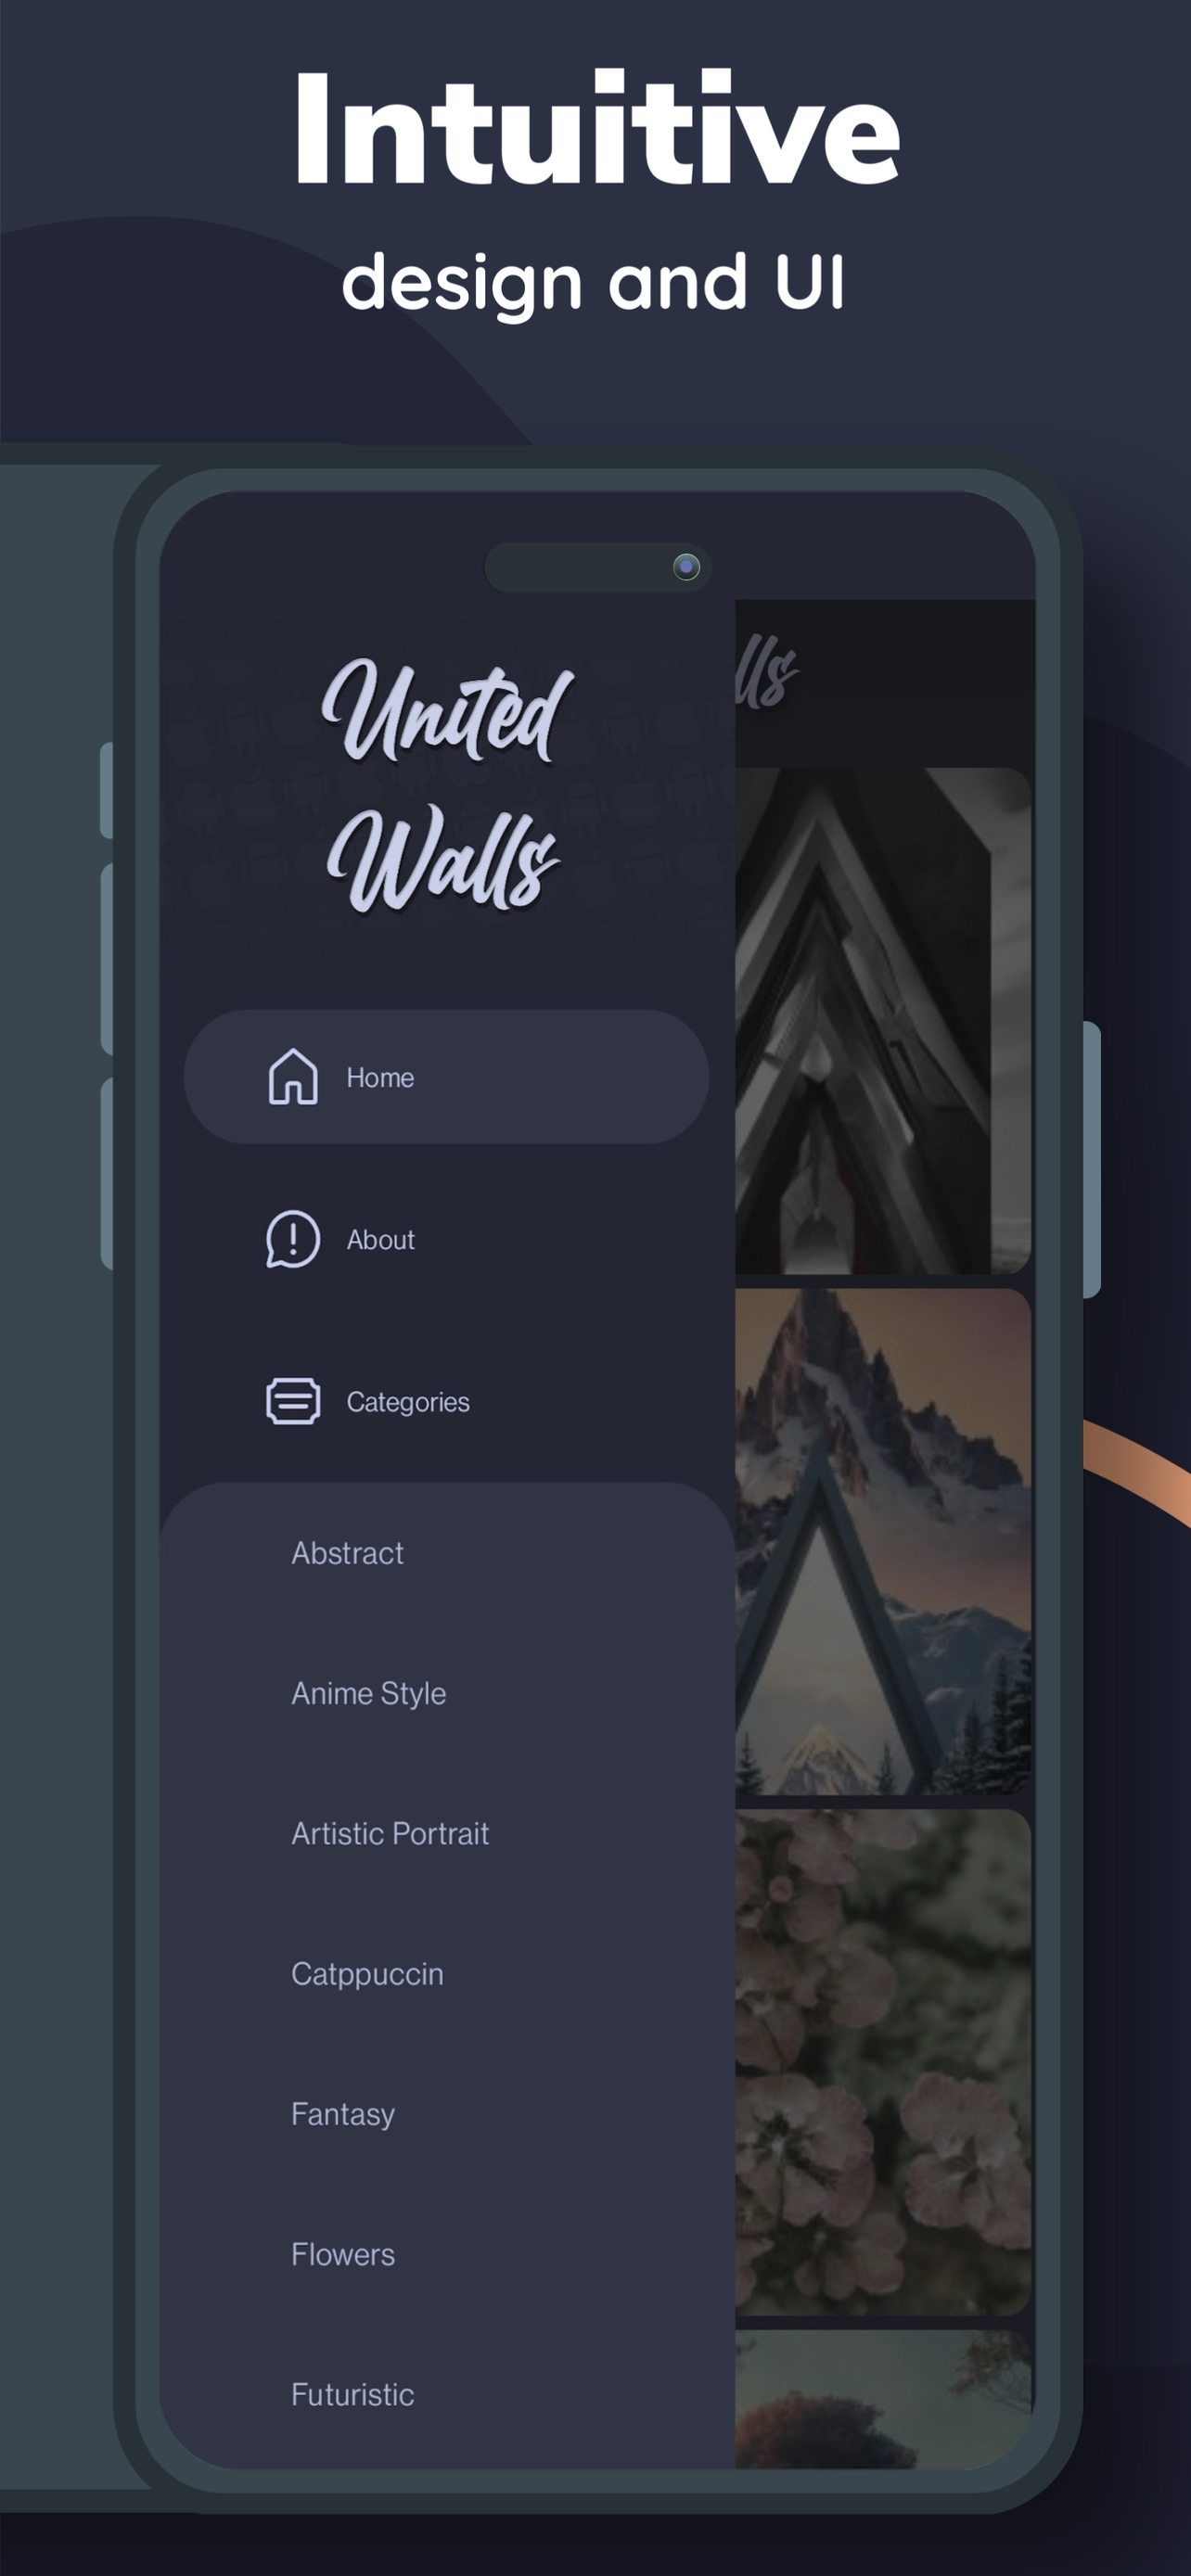 Intuitive
design and UI
United
Walls
lls
Home
About
Categories
Abstract
Anime Style
Artistic Portrait
Catppuccin
Fantasy
Flowers
Futuristic